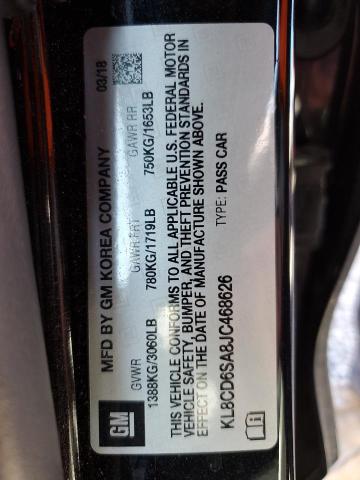 GM
MFD BY GM KOREA COMPANY 03/18
GVWR GAWR FRT GAWR RR
1388KG/3060LB 780KG/1719LB 750KG/1653LB
THIS VEHICLE CONFORMS TO ALL APPLICABLE U.S. FEDERAL MOTOR
VEHICLE SAFETY, BUMPER, AND THEFT PREVENTION STANDARDS IN
EFFECT ON THE DATE OF MANUFACTURE SHOWN ABOVE.
KL8CD6SA8JC468626 TYPE: PASS CAR